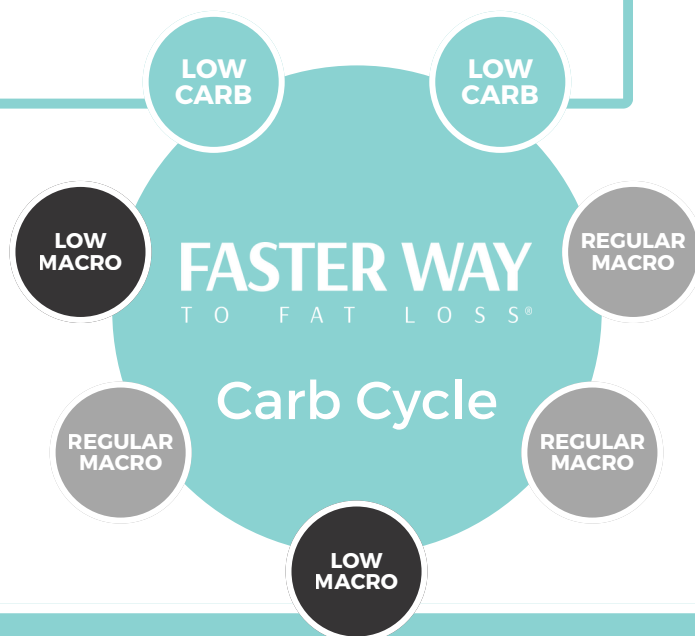 LOW
CARB
LOW
CARB
LOW
MACRO
REGULAR
MACRO
FASTER WAY
TO FAT LOSS®
Carb Cycle
REGULAR
MACRO
REGULAR
MACRO
LOW
MACRO